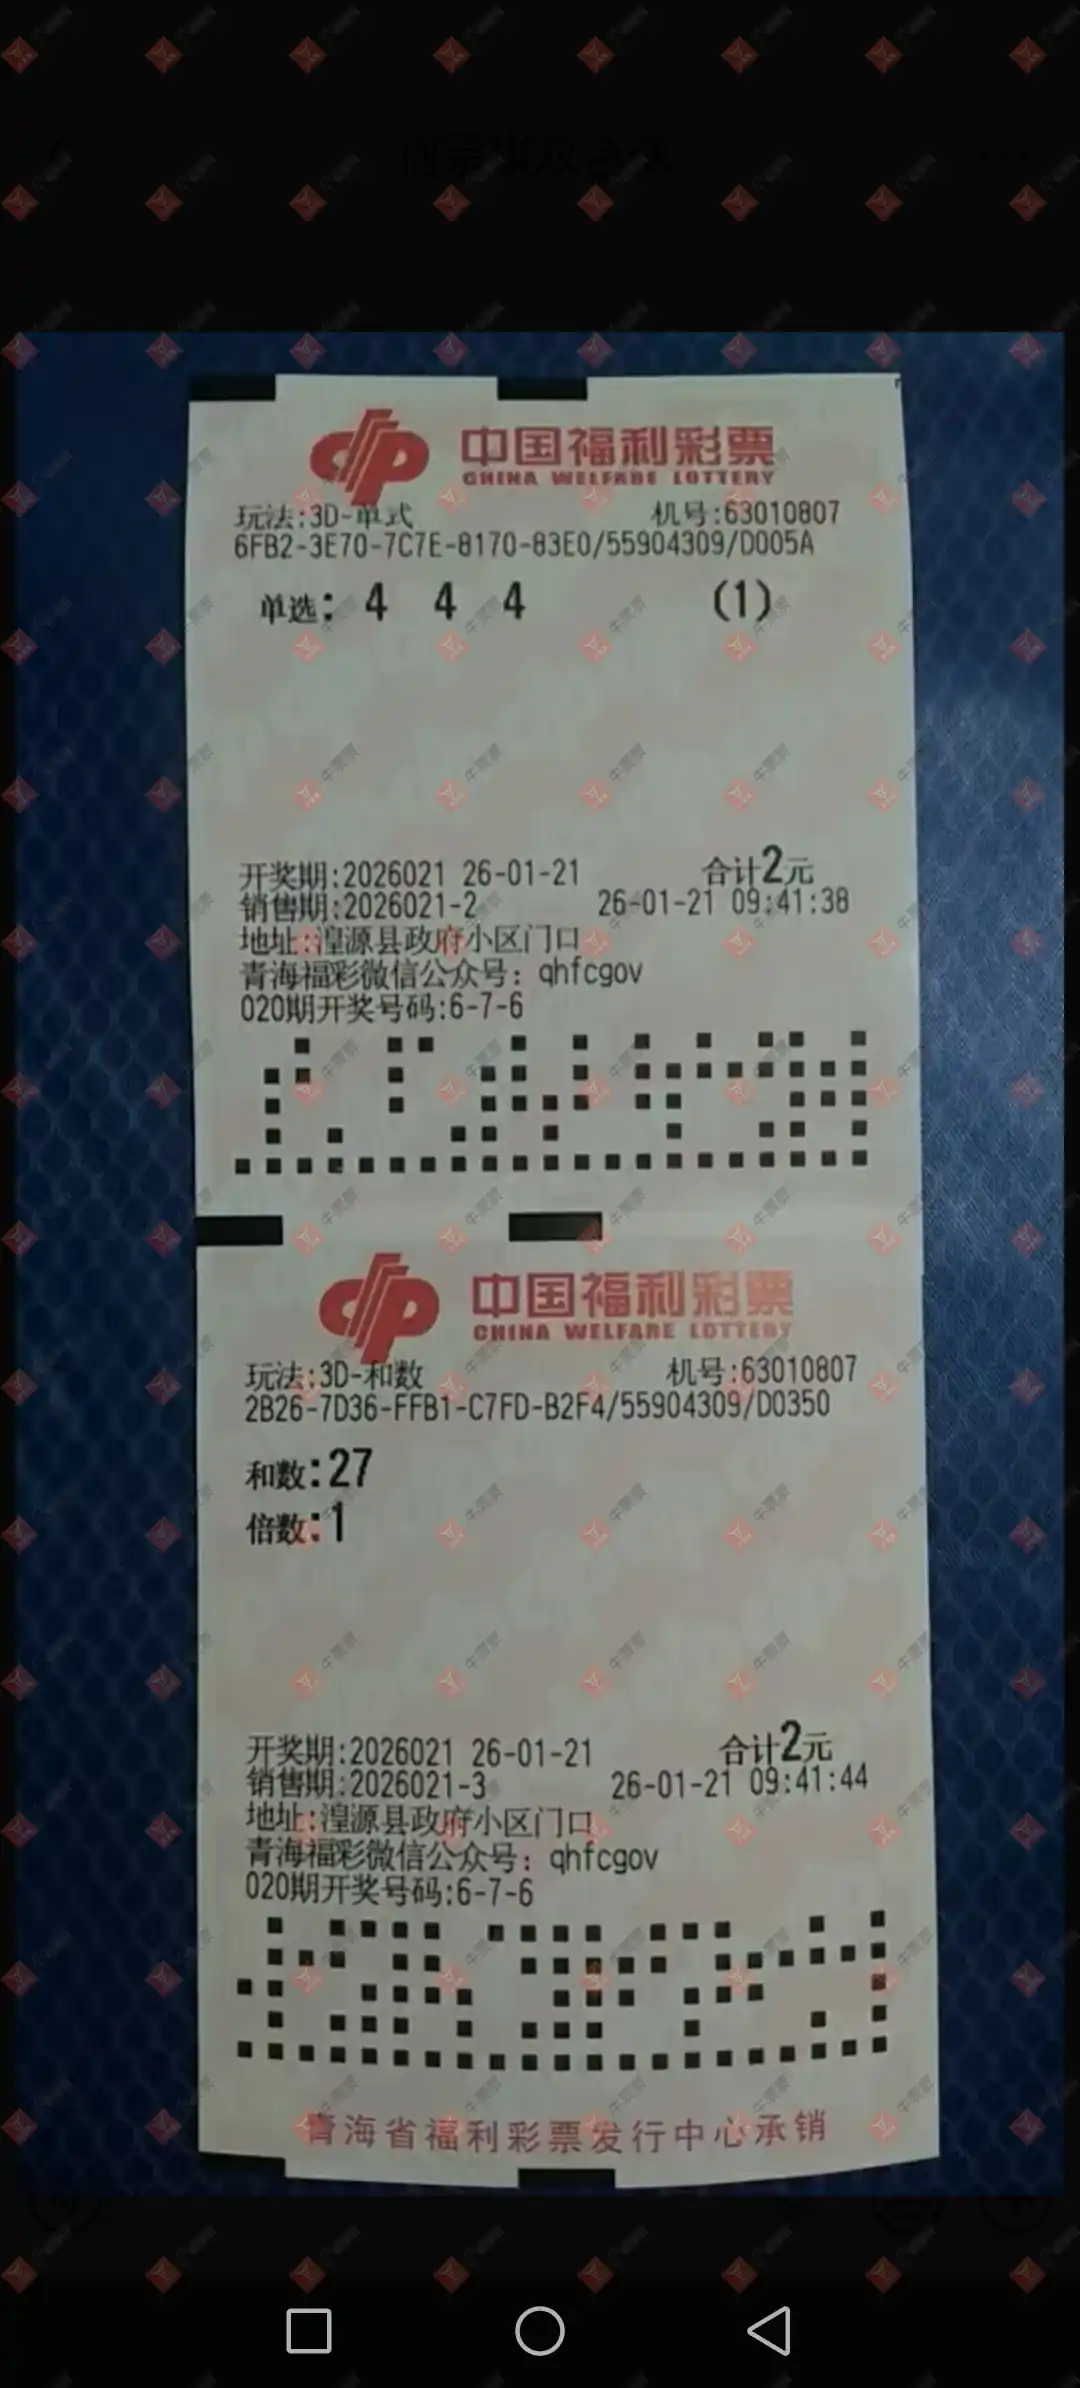 中国福利彩票
CHINA WELFARE LOTTERY
玩法:3D-单式 机号:63010807
6FB2-3E70-7C7E-8170-83E0/55904309/D005A
单选: 4 4 4 (1)
开奖期:2026021 26-01-21 合计2元
销售期:2026021-2 26-01-21 09:41:38
地址:湟源县政府小区门口
青海福彩微信公众号: qhfcgov
020期开奖号码:6-7-6
中国福利彩票
CHINA WELFARE LOTTERY
玩法:3D-和数 机号:63010807
2B26-7D36-FFB1-C7FD-B2F4/55904309/D0350
和数:27
倍数:1
开奖期:2026021 26-01-21 合计2元
销售期:2026021-3 26-01-21 09:41:44
地址:湟源县政府小区门口
青海福彩微信公众号: qhfcgov
020期开奖号码:6-7-6
青海省福利彩票发行中心承销